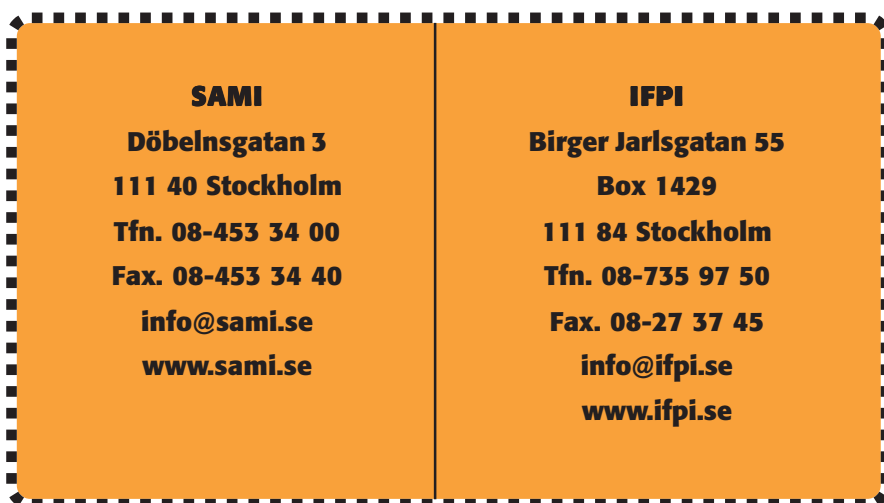 SAMI
Döbelnsgatan 3
111 40 Stockholm
Tfn. 08-453 34 00
Fax. 08-453 34 40
info@sami.se
www.sami.se
IFPI
Birger Jarlsgatan 55
Box 1429
111 84 Stockholm
Tfn. 08-735 97 50
Fax. 08-27 37 45
info@ifpi.se
www.ifpi.se